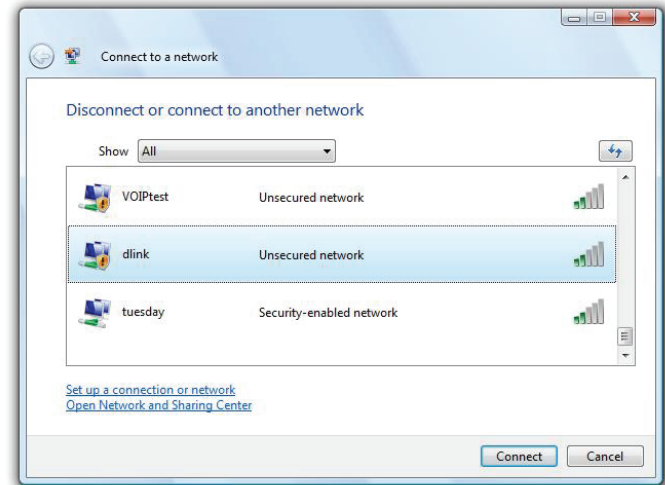 Connect to a network
Disconnect or connect to another network
Show All
VOIPtest Unsecured network
dlink Unsecured network
tuesday Security-enabled network
Set up a connection or network
Open Network and Sharing Center
Connect Cancel